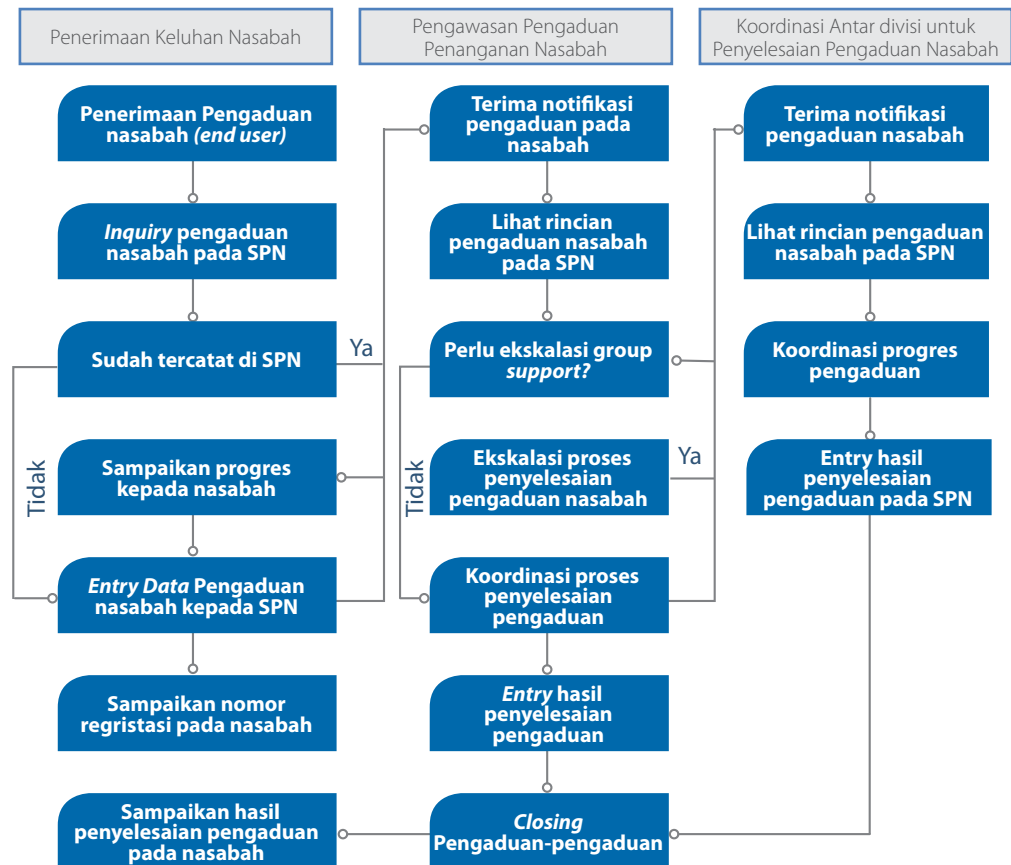 Penerimaan Keluhan Nasabah
Penerimaan Pengaduan
nasabah (end user)
Inquiry pengaduan
nasabah pada SPN
Sudah tercatat di SPN
Ya
Tidak
Sampaikan progres
kepada nasabah
Entry Data Pengaduan
nasabah kepada SPN
Sampaikan nomor
regristasi pada nasabah
Sampaikan hasil
penyelesaian pengaduan
pada nasabah
Pengawasan Pengaduan
Penanganan Nasabah
Terima notifikasi
pengaduan pada
nasabah
Lihat rincian
pengaduan nasabah
pada SPN
Perlu ekskalasi group
support?
Tidak
Ekskalasi proses
penyelesaian
pengaduan nasabah
Ya
Koordinasi proses
penyelesaian
pengaduan
Entry hasil
penyelesaian
pengaduan
Closing
Pengaduan-pengaduan
Koordinasi Antar divisi untuk
Penyelesaian Pengaduan Nasabah
Terima notifikasi
pengaduan nasabah
Lihat rincian pengaduan
nasabah pada SPN
Koordinasi progres
pengaduan
Entry hasil
penyelesaian
pengaduan pada SPN